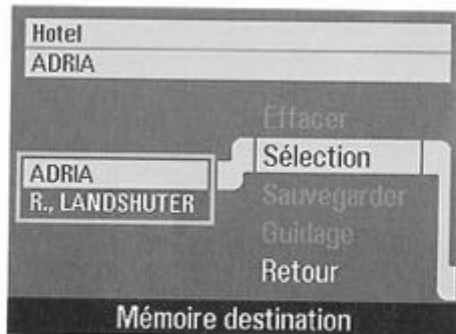 Hotel
ADRIA
Effacer
Sélection
ADRIA
R., LANDSHUTER
Sauvegarder
Guidage
Retour
Mémoire destination